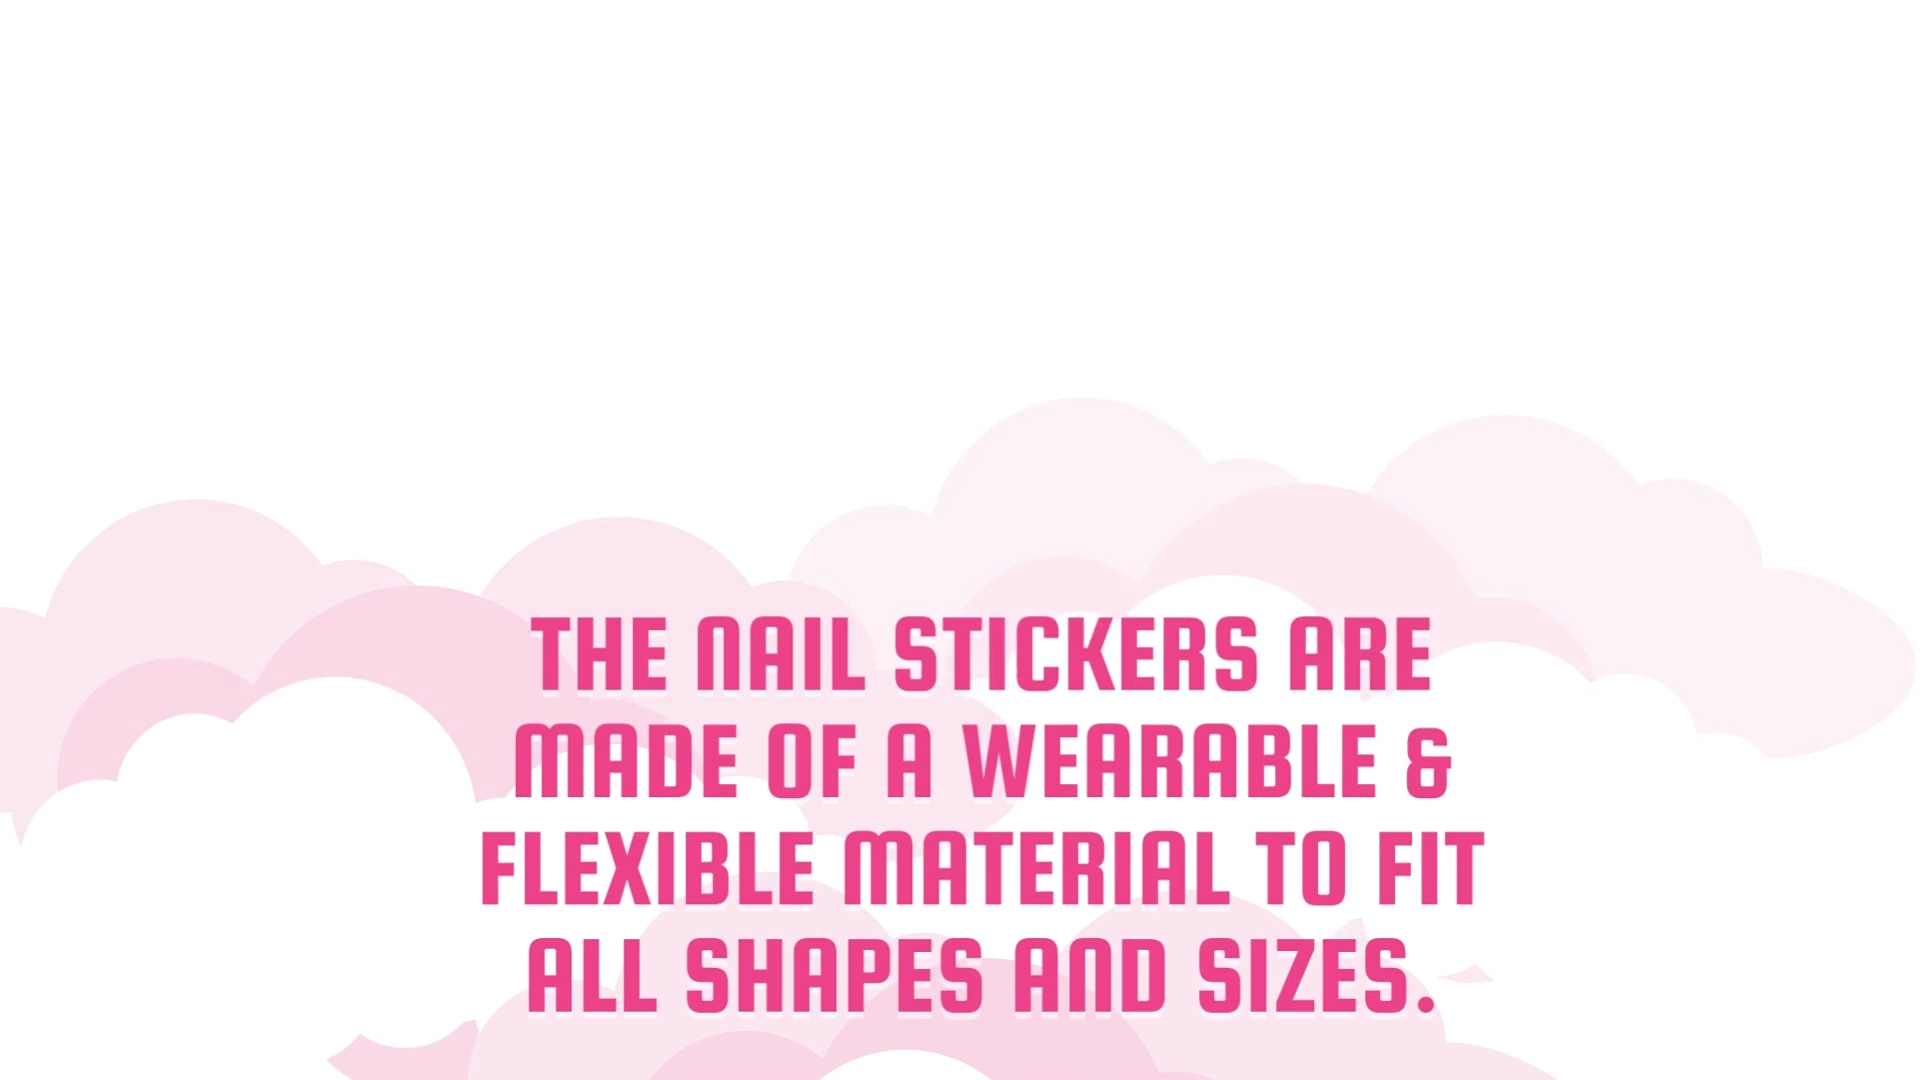 THE NAIL STICKERS ARE
MADE OF A WEARABLE &
FLEXIBLE MATERIAL TO FIT
ALL SHAPES AND SIZES.